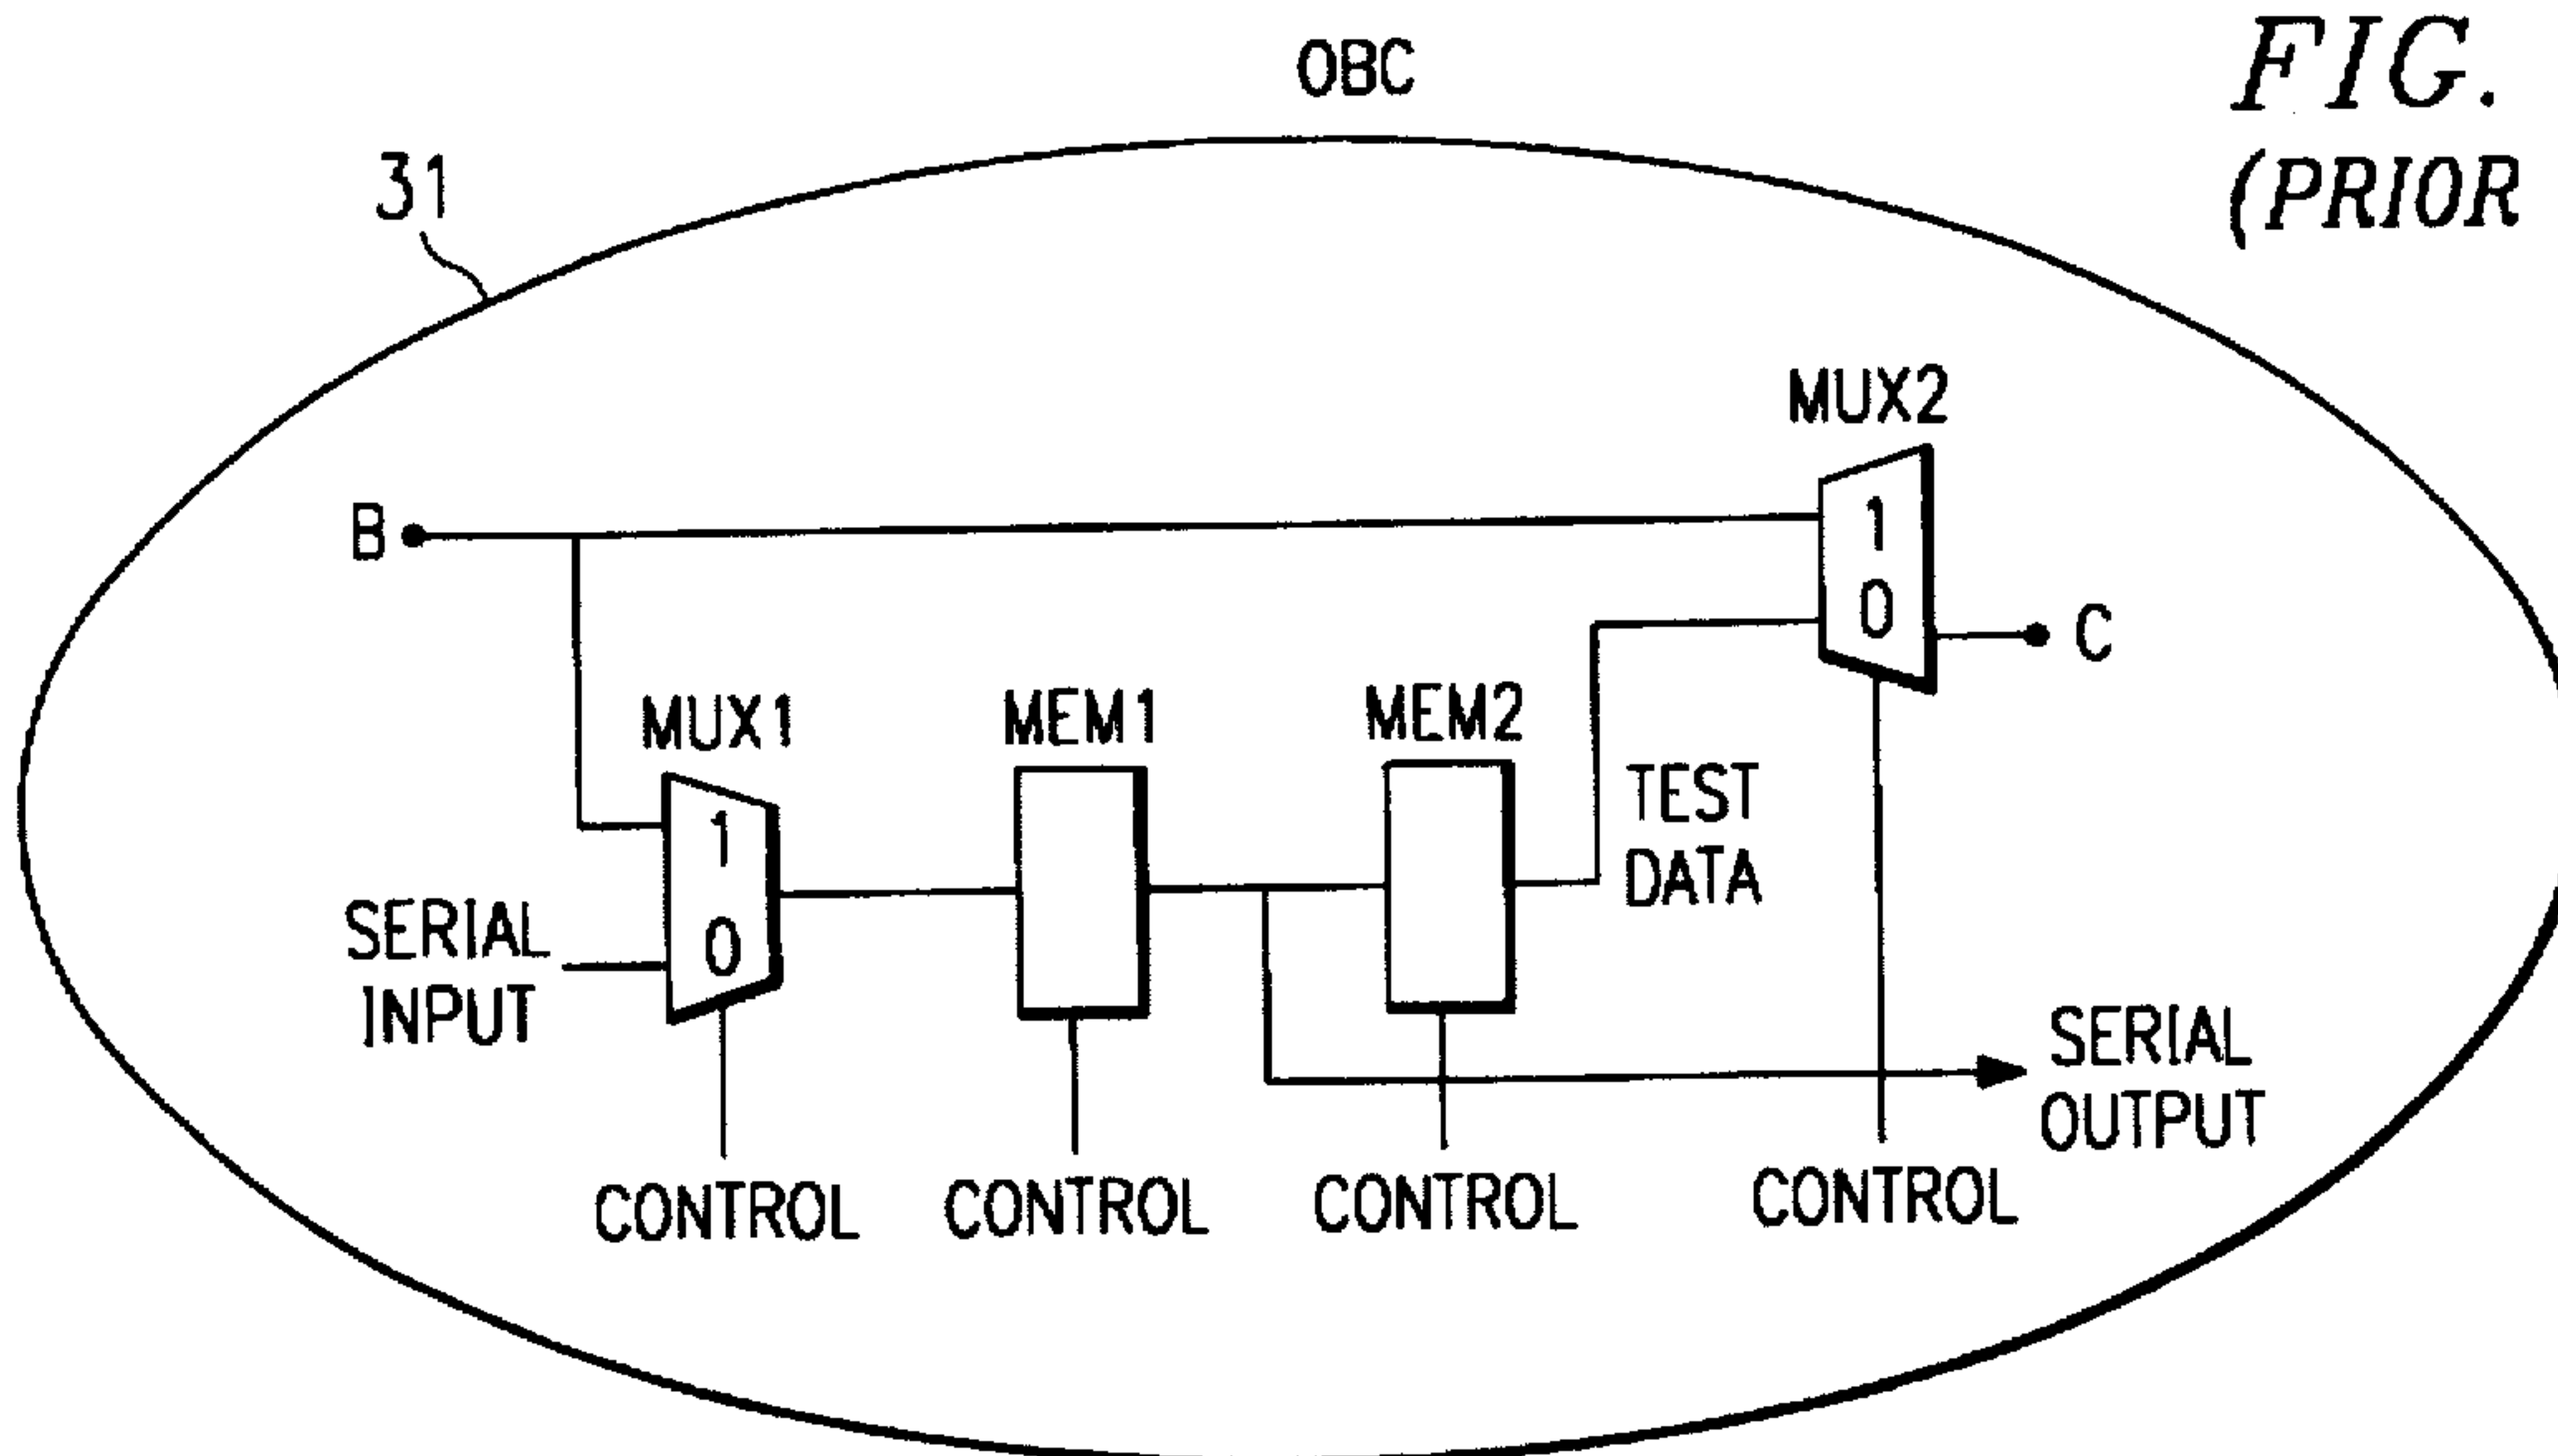 OBC
FIG.
(PRIOR
31
MUX2
B
1
0
C
MUX1
MEM1
MEM2
1
0
TEST
DATA
SERIAL
INPUT
SERIAL
OUTPUT
CONTROL
CONTROL
CONTROL
CONTROL